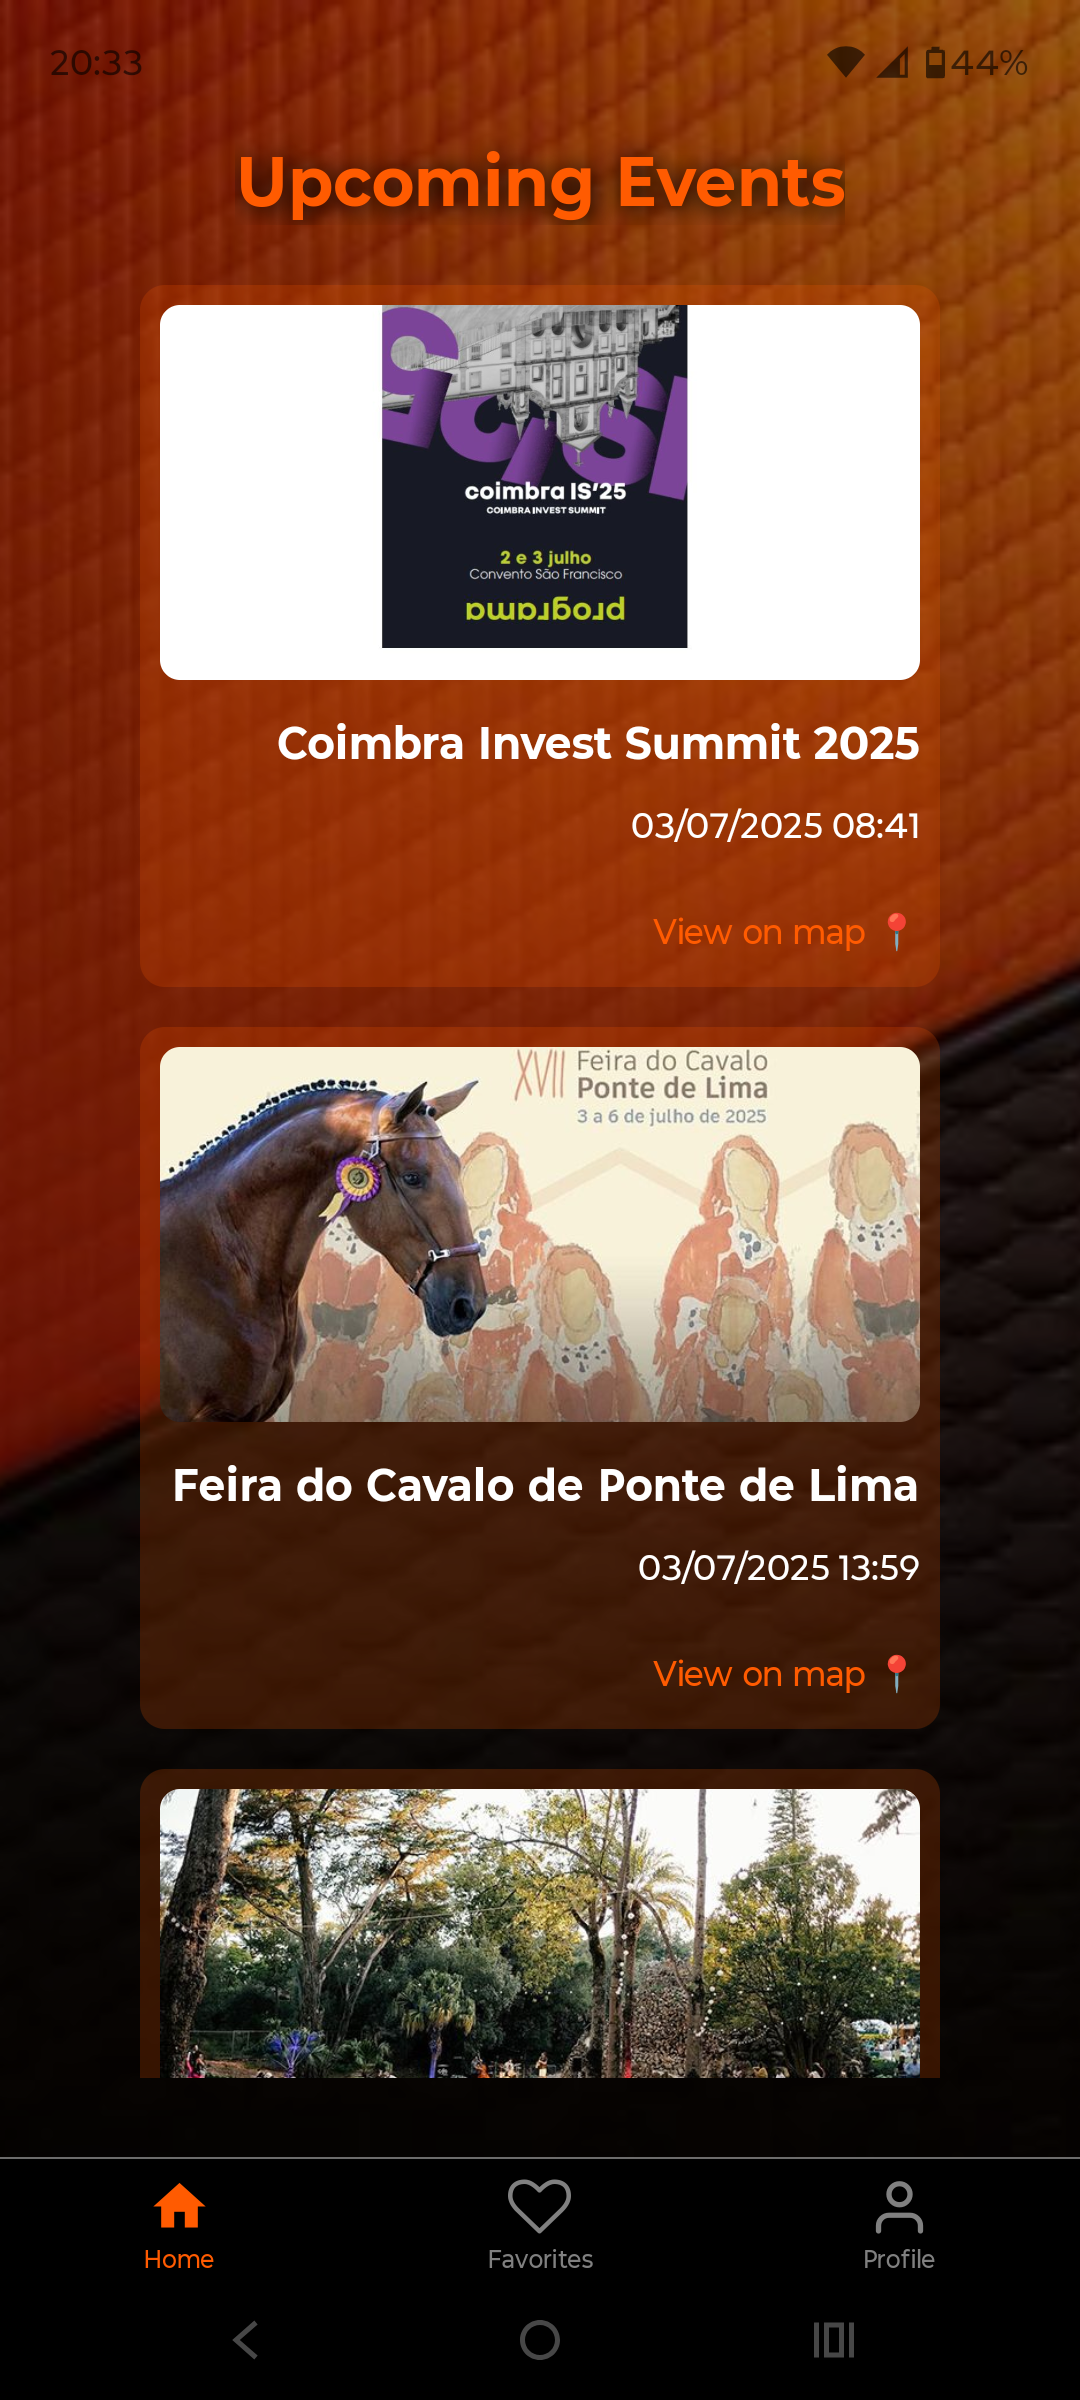 20:33
44%
Upcoming Events
coimbra IS'25
COIMBRA INVEST SUMMIT
2 e 3 julho
Convento São Francisco
programa
Coimbra Invest Summit 2025
03/07/2025 08:41
View on map 📍
XVII Feira do Cavalo
Ponte de Lima
3 a 6 de julho de 2025
Feira do Cavalo de Ponte de Lima
03/07/2025 13:59
View on map 📍
Home
Favorites
Profile